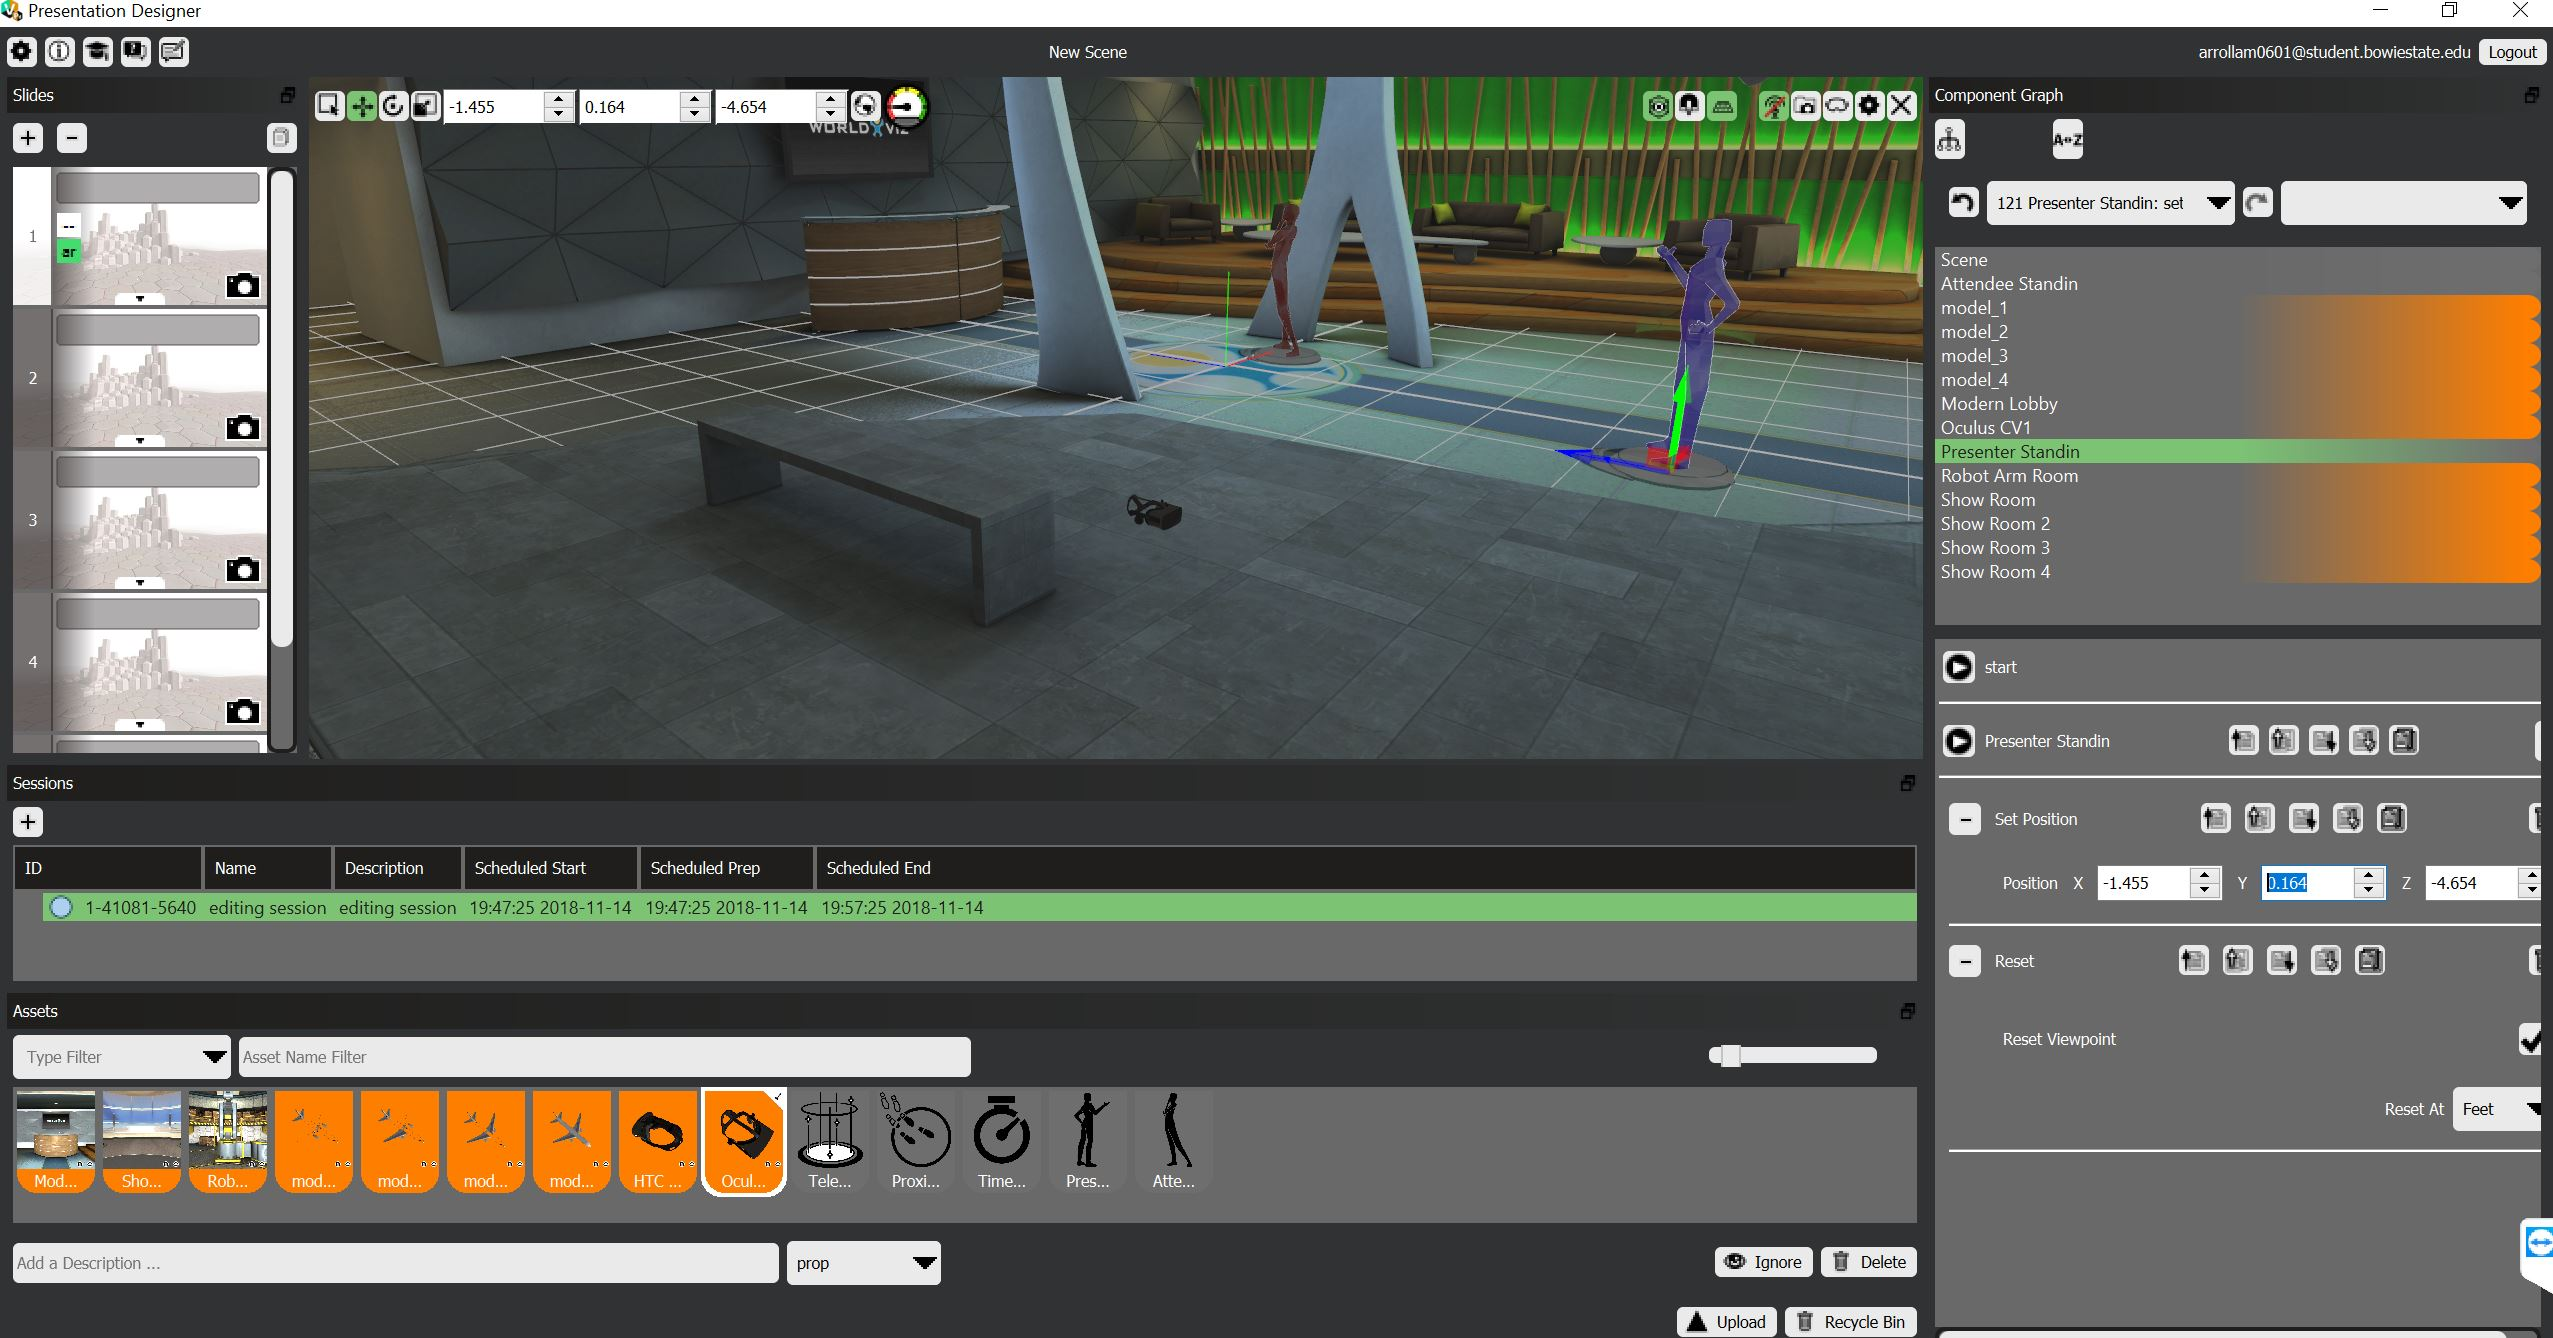 Presentation Designer
New Scene
arrollam0601@student.bowiestate.edu Logout
Slides
1
--
ar
2
3
4
-1.455 0.164 -4.654
WORLD VIZ
Component Graph
A↔Z
121 Presenter Standin: set
Scene
Attendee Standin
model_1
model_2
model_3
model_4
Modern Lobby
Oculus CV1
Presenter Standin
Robot Arm Room
Show Room
Show Room 2
Show Room 3
Show Room 4
start
Presenter Standin
Set Position
Position X -1.455 Y 0.164 Z -4.654
Reset
Reset Viewpoint
Reset At Feet
Sessions
ID Name Description Scheduled Start Scheduled Prep Scheduled End
1-41081-5640 editing session editing session 19:47:25 2018-11-14 19:47:25 2018-11-14 19:57:25 2018-11-14
Assets
Type Filter Asset Name Filter
Mod... Sho... Rob... mod... mod... mod... mod... HTC ... Ocul... Tele... Proxi... Time... Pres... Atte...
Add a Description ... prop Ignore Delete
Upload Recycle Bin